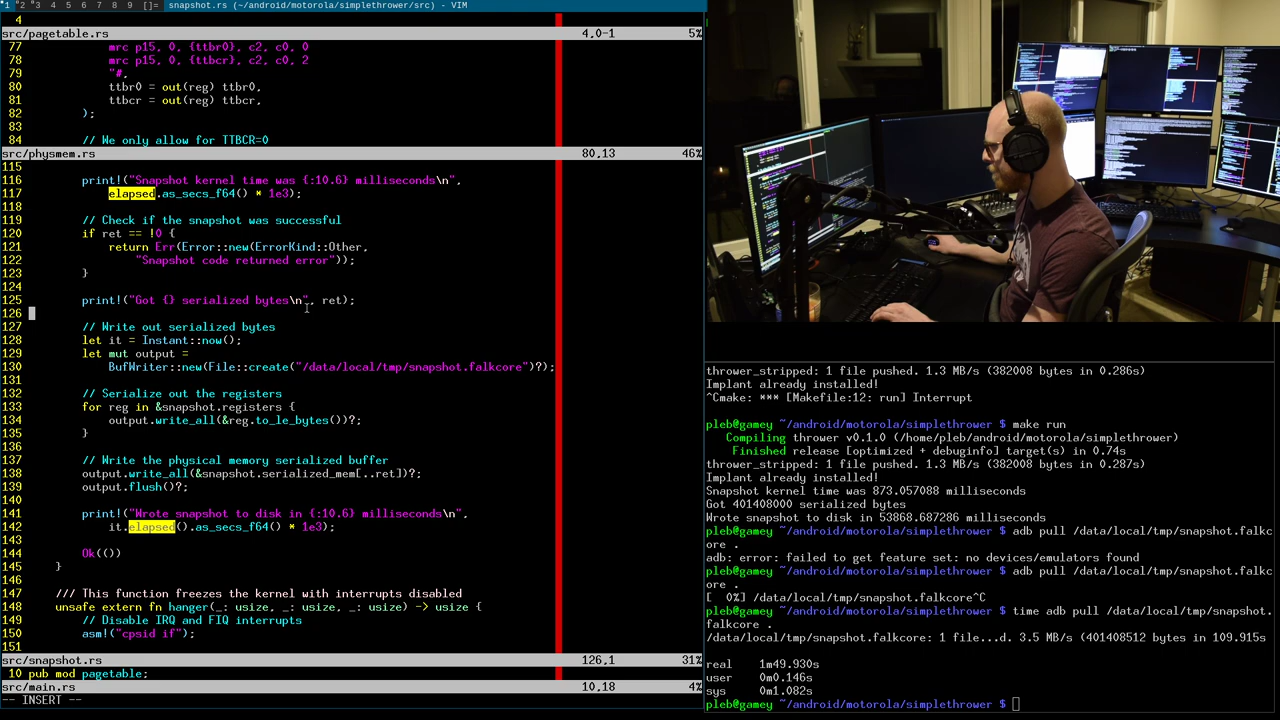 1 2 3 4 5 6 7 8 9 []= snapshot.rs (~/android/motorola/simplethrower/src) - VIM
4
src/pagetable.rs 4,0-1 5%
77 mrc p15, 0, {ttbr0}, c2, c0, 0
78 mrc p15, 0, {ttbcr}, c2, c0, 2
79 "#,
80 ttbr0 = out(reg) ttbr0,
81 ttbcr = out(reg) ttbcr,
82 );
83
84 // We only allow for TTBCR=0
src/physmem.rs 80,13 46%
115
116 print!("Snapshot kernel time was {:10.6} milliseconds\n",
117 elapsed.as_secs_f64() * 1e3);
118
119 // Check if the snapshot was successful
120 if ret == !0 {
121 return Err(Error::new(ErrorKind::Other,
122 "Snapshot code returned error"));
123 }
124
125 print!("Got {} serialized bytes\n", ret);
126
127 // Write out serialized bytes
128 let it = Instant::now();
129 let mut output =
130 BufWriter::new(File::create("/data/local/tmp/snapshot.falkcore")?);
131
132 // Serialize out the registers
133 for reg in &snapshot.registers {
134 output.write_all(&reg.to_le_bytes())?;
135 }
136
137 // Write the physical memory serialized buffer
138 output.write_all(&snapshot.serialized_mem[..ret])?;
139 output.flush()?;
140
141 print!("Wrote snapshot to disk in {:10.6} milliseconds\n",
142 it.elapsed().as_secs_f64() * 1e3);
143
144 Ok(())
145 }
146
147 /// This function freezes the kernel with interrupts disabled
148 unsafe extern fn hanger(_: usize, _: usize, _: usize) -> usize {
149 // Disable IRQ and FIQ interrupts
150 asm!("cpsid if");
151
src/snapshot.rs 126,1 31%
10 pub mod pagetable;
src/main.rs 10,18 4%
-- INSERT --
thrower_stripped: 1 file pushed. 1.3 MB/s (382008 bytes in 0.286s)
Implant already installed!
^Cmake: *** [Makefile:12: run] Interrupt
pleb@gamey ~/android/motorola/simplethrower $ make run
Compiling thrower v0.1.0 (/home/pleb/android/motorola/simplethrower)
Finished release [optimized + debuginfo] target(s) in 0.74s
thrower_stripped: 1 file pushed. 1.3 MB/s (382008 bytes in 0.287s)
Implant already installed!
Snapshot kernel time was 873.057088 milliseconds
Got 401408000 serialized bytes
Wrote snapshot to disk in 53868.687286 milliseconds
pleb@gamey ~/android/motorola/simplethrower $ adb pull /data/local/tmp/snapshot.falkc
ore .
adb: error: failed to get feature set: no devices/emulators found
pleb@gamey ~/android/motorola/simplethrower $ adb pull /data/local/tmp/snapshot.falkc
ore .
[ 0%] /data/local/tmp/snapshot.falkcore^C
pleb@gamey ~/android/motorola/simplethrower $ time adb pull /data/local/tmp/snapshot.
falkcore .
/data/local/tmp/snapshot.falkcore: 1 file...d. 3.5 MB/s (401408512 bytes in 109.915s
real 1m49.930s
user 0m0.146s
sys 0m1.082s
pleb@gamey ~/android/motorola/simplethrower $